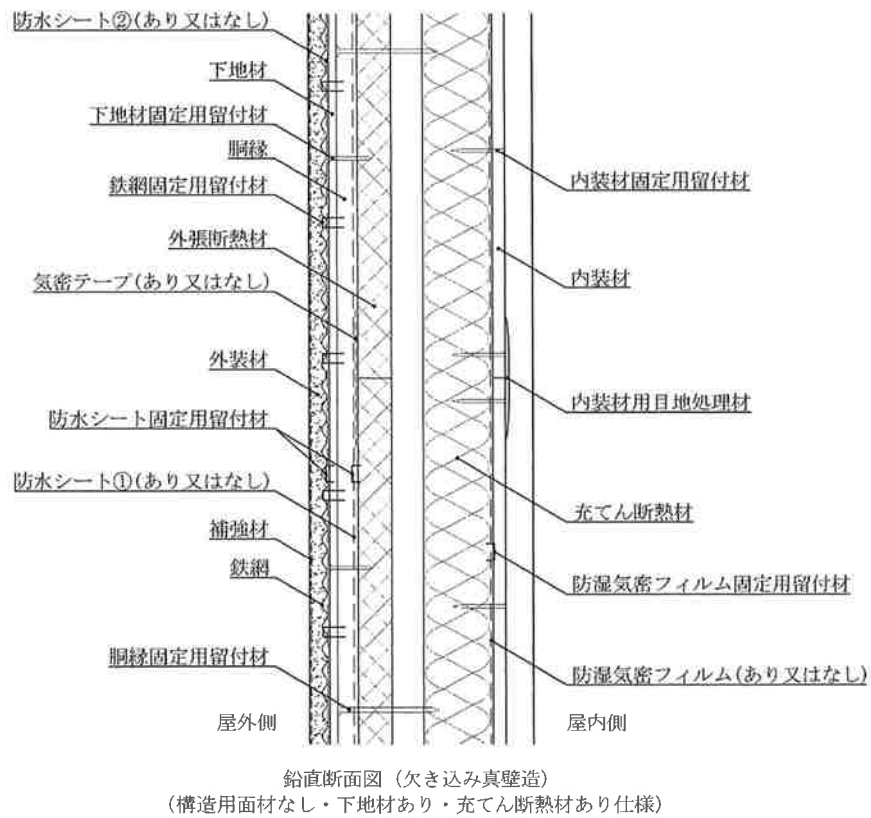 防水シート②(あり又はなし)
下地材
下地材固定用留付材
胴縁
鉄網固定用留付材
外張断熱材
気密テープ(あり又はなし)
外装材
防水シート固定用留付材
防水シート①(あり又はなし)
補強材
鉄網
胴縁固定用留付材
屋外側
内装材固定用留付材
内装材
内装材用目地処理材
充てん断熱材
防湿気密フィルム固定用留付材
防湿気密フィルム(あり又はなし)
屋内側
鉛直断面図（欠き込み真壁造）
（構造用面材なし・下地材あり・充てん断熱材あり仕様）